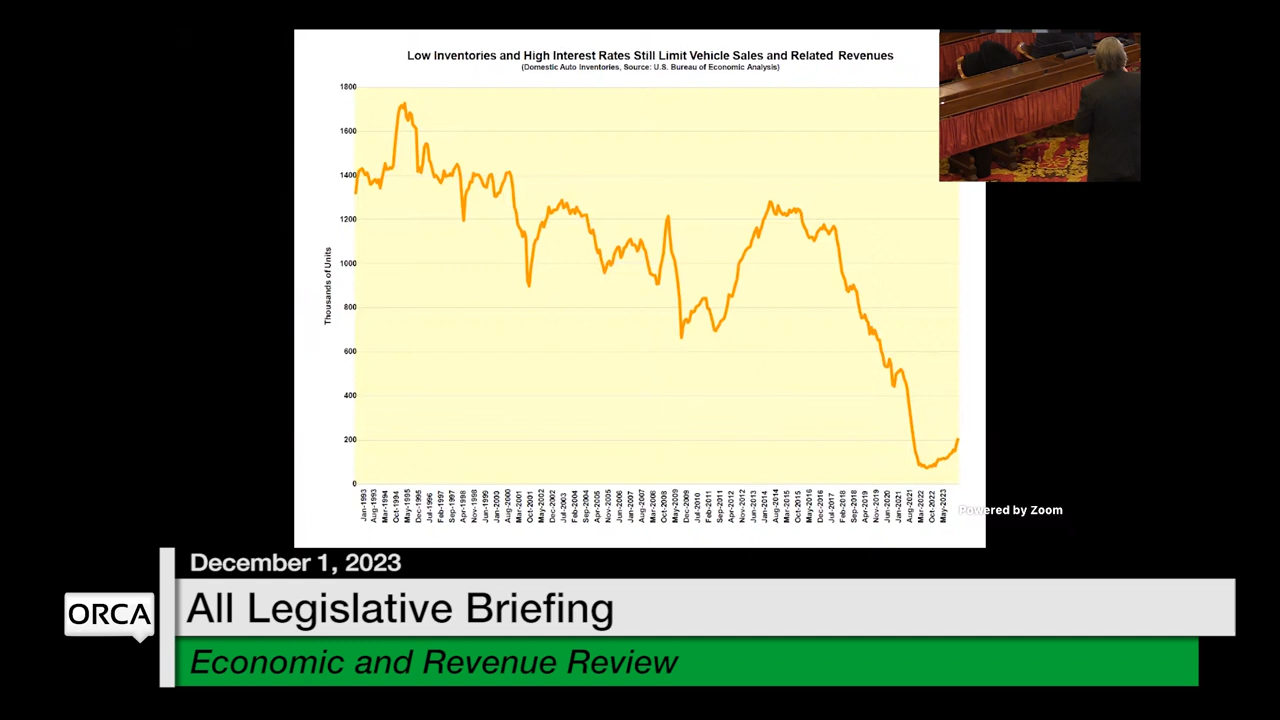 Low Inventories and High Interest Rates Still Limit Vehicle Sales and Related Revenues
(Domestic Auto Inventories, Source: U.S. Bureau of Economic Analysis)
1800
1600
1400
1200
1000
800
600
400
200
0
Thousands of Units
Jan-1993
Aug-1993
Mar-1994
Oct-1994
May-1995
Dec-1995
Jul-1996
Feb-1997
Sep-1997
Apr-1998
Nov-1998
Jun-1999
Jan-2000
Aug-2000
Mar-2001
Oct-2001
May-2002
Dec-2002
Jul-2003
Feb-2004
Sep-2004
Apr-2005
Nov-2005
Jun-2006
Jan-2007
Aug-2007
Mar-2008
Oct-2008
May-2009
Dec-2009
Jul-2010
Feb-2011
Sep-2011
Apr-2012
Nov-2012
Jun-2013
Jan-2014
Aug-2014
Mar-2015
Oct-2015
May-2016
Dec-2016
Jul-2017
Feb-2018
Sep-2018
Apr-2019
Nov-2019
Jun-2020
Jan-2021
Aug-2021
Mar-2022
Oct-2022
May-2023
Powered by Zoom
December 1, 2023
ORCA
All Legislative Briefing
Economic and Revenue Review